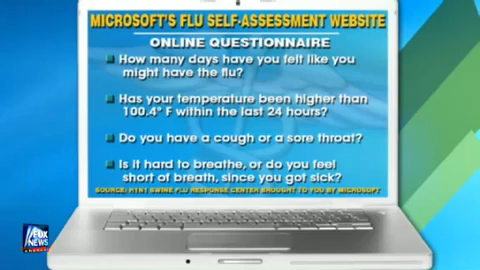 MICROSOFT'S FLU SELF-ASSESSMENT WEBSITE
ONLINE QUESTIONNAIRE
How many days have you felt like you
might have the flu?
Has your temperature been higher than
100.4° F within the last 24 hours?
Do you have a cough or a sore throat?
Is it hard to breathe, or do you feel
short of breath, since you got sick?
SOURCE: H1N1 SWINE FLU RESPONSE CENTER BROUGHT TO YOU BY MICROSOFT
FOX
NEWS